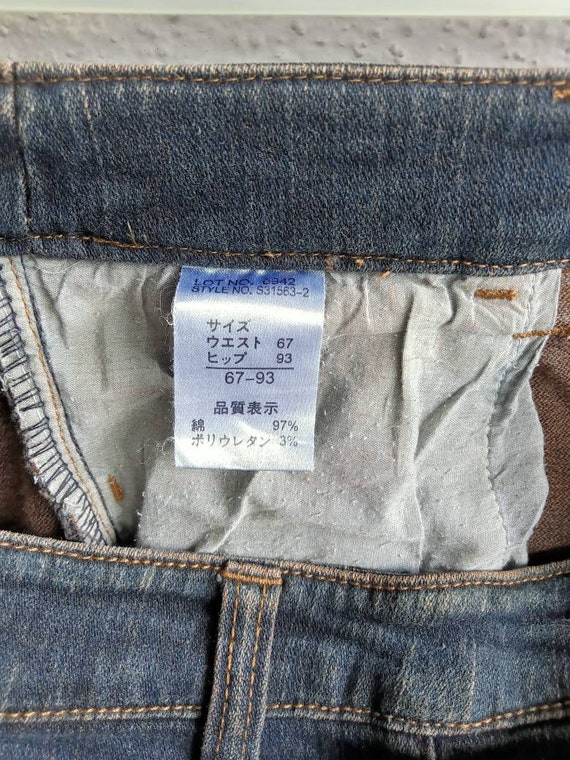 LOT NO. 6942
STYLE NO. S31563-2
サイズ
ウエスト 67
ヒップ 93
67-93
品質表示
綿 97%
ポリウレタン 3%